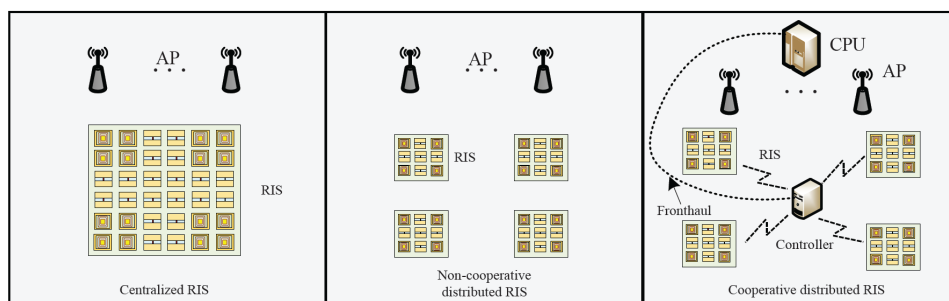 AP
. . .
RIS
Centralized RIS
AP
. . .
RIS
Non-cooperative
distributed RIS
CPU
AP
. . .
RIS
Fronthaul
Controller
Cooperative distributed RIS